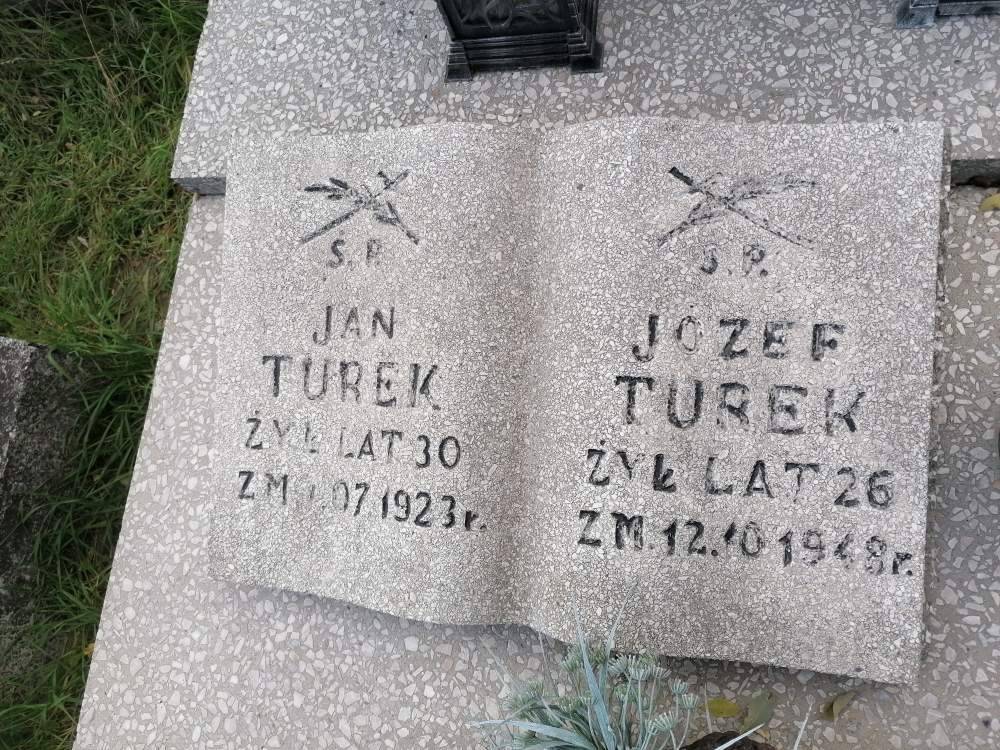 Ś. P.
JAN
TUREK
ŻYŁ LAT 30
ZM 07 1923 r.
Ś. P.
JÓZEF
TUREK
ŻYŁ LAT 26
ZM. 12.10 1948 r.